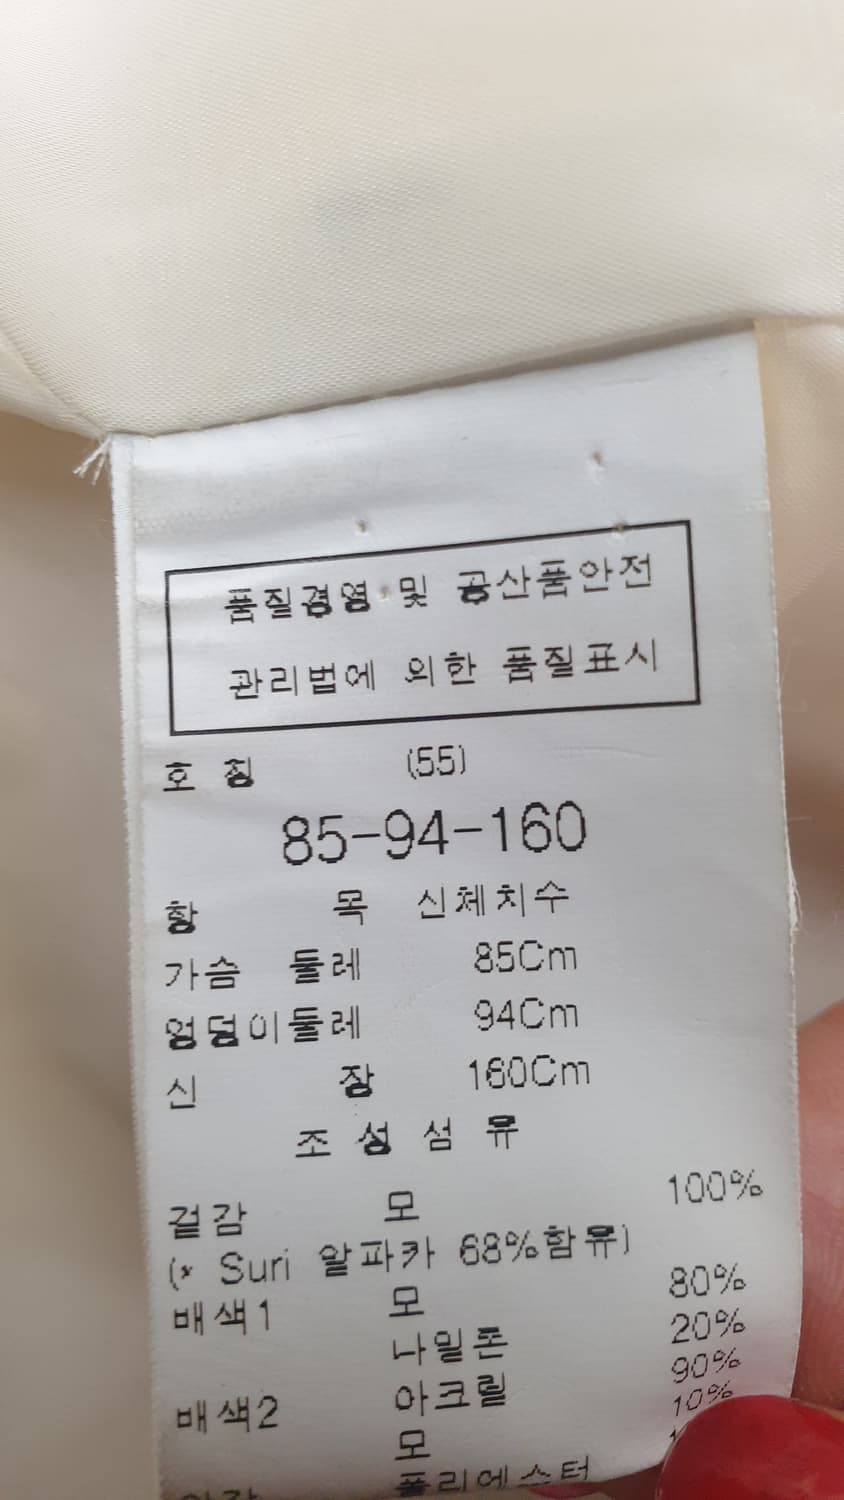 품질경영 및 공산품안전
관리법에 의한 품질표시
호 칭 (55)
85-94-160
항 목 신체치수
가슴 둘레 85Cm
엉덩이둘레 94Cm
신 장 160Cm
조 성 섬 유
겉감 모 100%
(* Suri 알파카 68%함유)
배색1 모 80%
나일론 20%
배색2 아크릴 90%
모 10%
폴리에스터